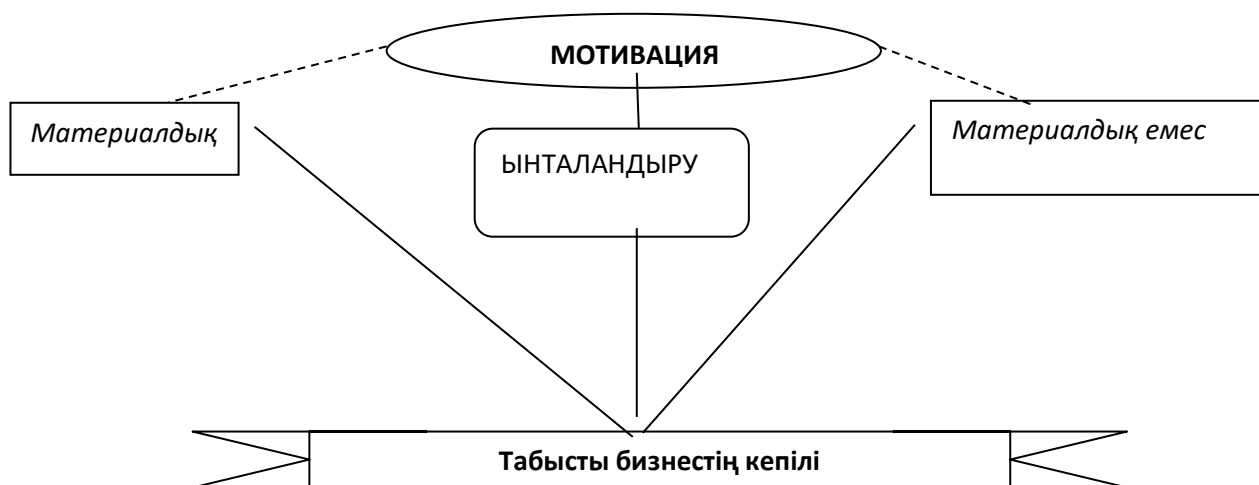 МОТИВАЦИЯ
Материалдық
ЫНТАЛАНДЫРУ
Материалдық емес
Табысты бизнестің кепілі